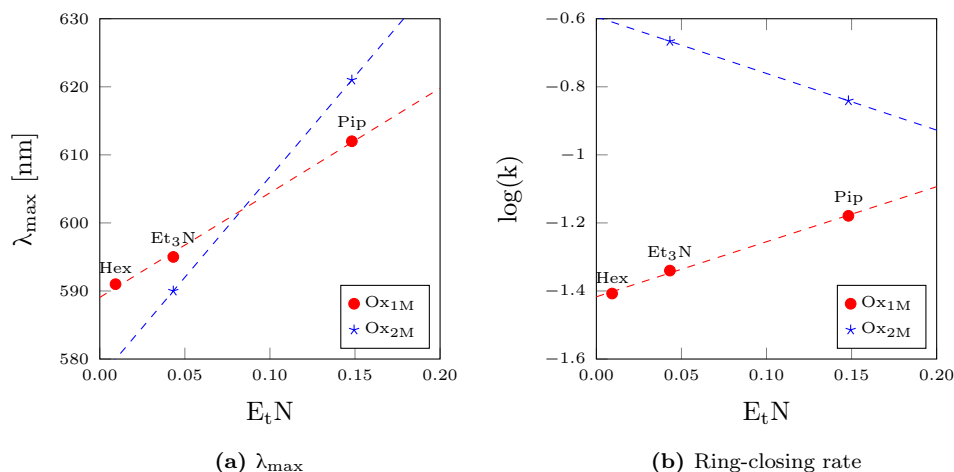 630
620
610
600
590
580
λmax [nm]
Hex
Et3N
Pip
Ox1M
Ox2M
0.00
0.05
0.10
0.15
0.20
EtN
(a) λmax
−0.6
−0.8
−1
−1.2
−1.4
−1.6
log(k)
Hex
Et3N
Pip
Ox1M
Ox2M
0.00
0.05
0.10
0.15
0.20
EtN
(b) Ring-closing rate